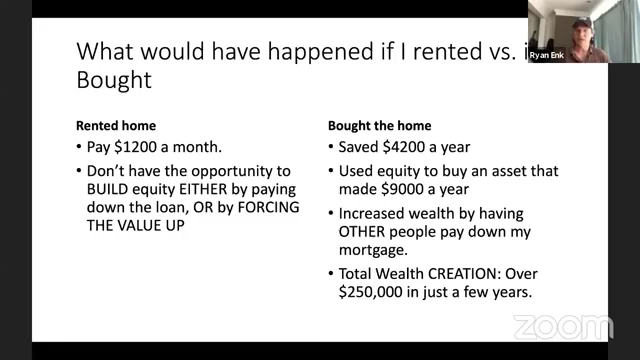 What would have happened if I rented vs. i
Bought
Ryan Enk
Rented home
• Pay $1200 a month.
• Don't have the opportunity to
BUILD equity EITHER by paying
down the loan, OR by FORCING
THE VALUE UP
Bought the home
• Saved $4200 a year
• Used equity to buy an asset that
made $9000 a year
• Increased wealth by having
OTHER people pay down my
mortgage.
• Total Wealth CREATION: Over
$250,000 in just a few years.
zoom